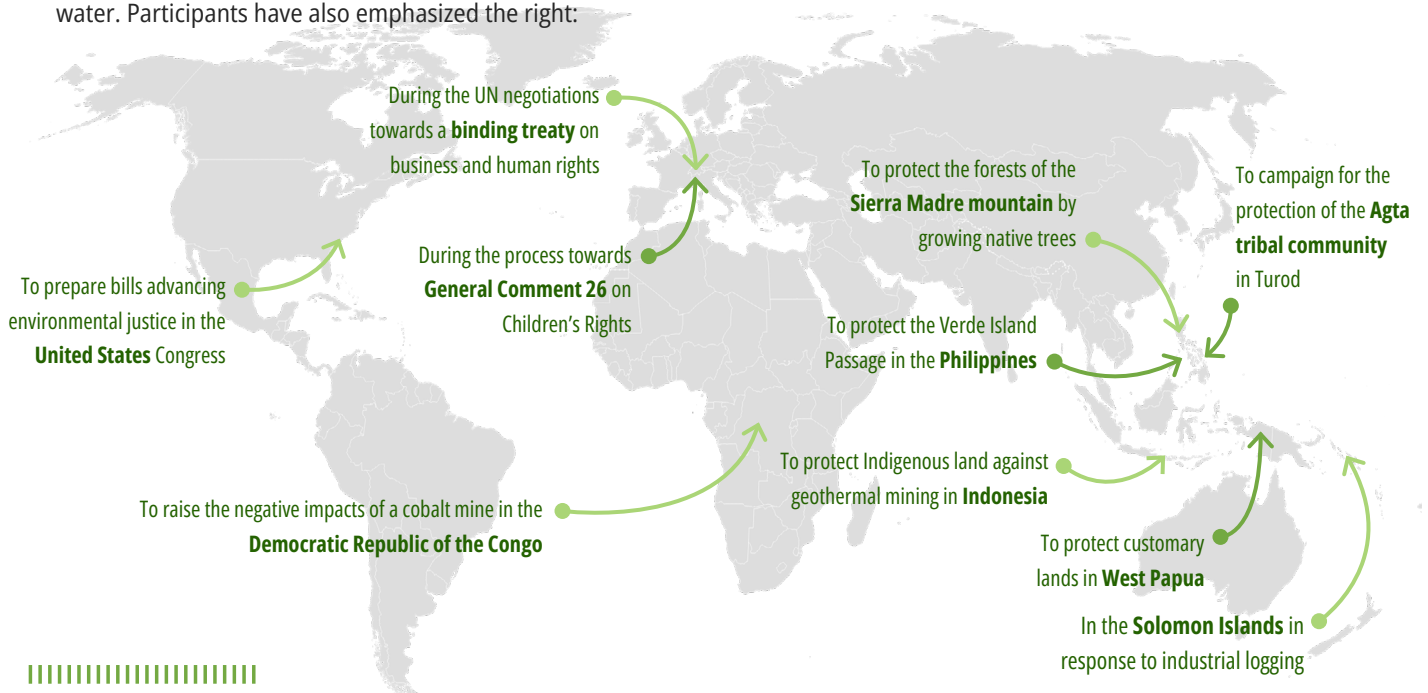 water. Participants have also emphasized the right:
During the UN negotiations
towards a binding treaty on
business and human rights
To protect the forests of the
Sierra Madre mountain by
growing native trees
To campaign for the
protection of the Agta
tribal community
in Turod
During the process towards
General Comment 26 on
Children's Rights
To prepare bills advancing
environmental justice in the
United States Congress
To protect the Verde Island
Passage in the Philippines
To protect Indigenous land against
geothermal mining in Indonesia
To raise the negative impacts of a cobalt mine in the
Democratic Republic of the Congo
To protect customary
lands in West Papua
In the Solomon Islands in
response to industrial logging